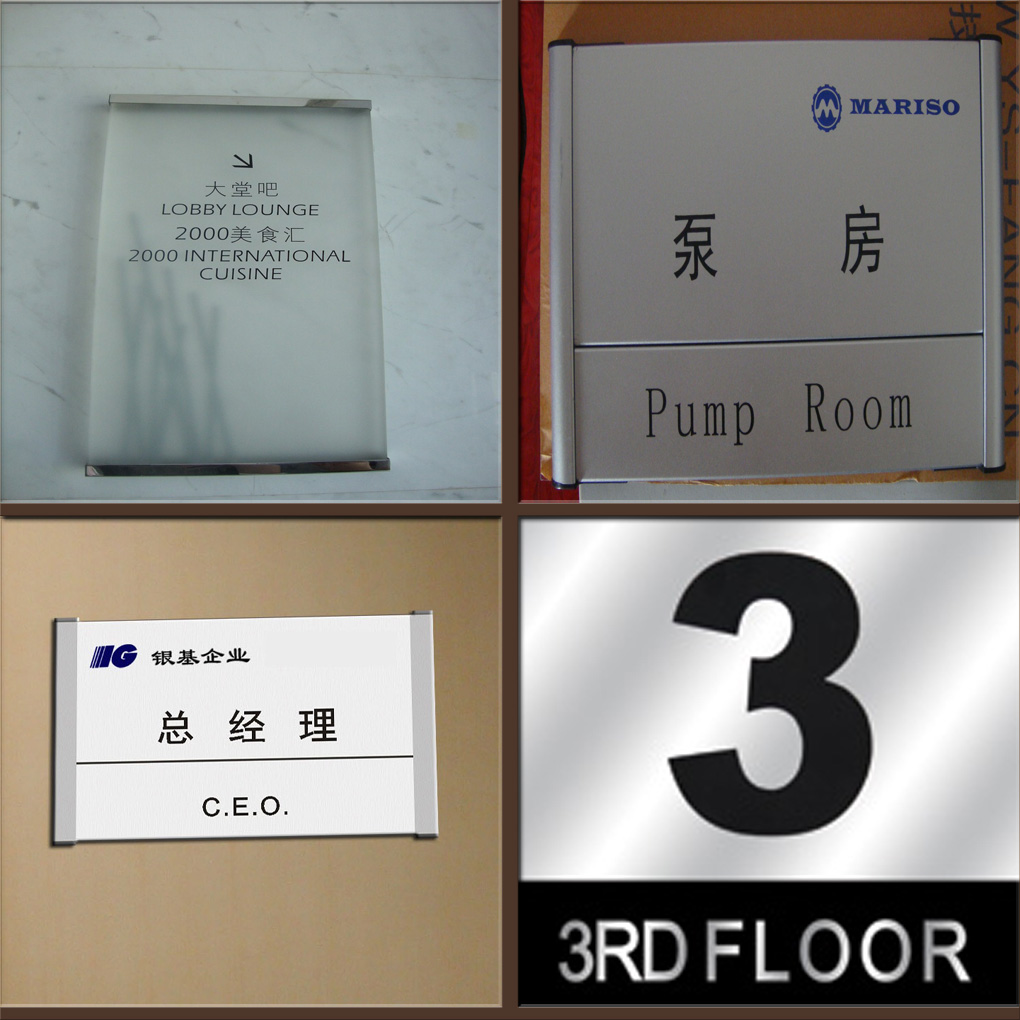 大堂吧
LOBBY LOUNGE
2000美食汇
2000 INTERNATIONAL
CUISINE
MARISO
泵 房
Pump Room
银基企业
总 经 理
C.E.O.
3
3RD FLOOR